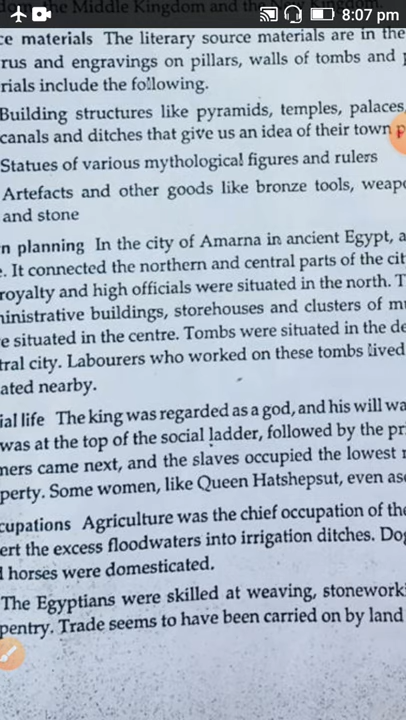 the Middle Kingdom and the New Kingdom.
8:07 pm
ce materials The literary source materials are in the
rus and engravings on pillars, walls of tombs and p
rials include the following.
Building structures like pyramids, temples, palaces,
canals and ditches that give us an idea of their town p
Statues of various mythological figures and rulers
Artefacts and other goods like bronze tools, weapo
and stone
n planning In the city of Amarna in ancient Egypt, a
e. It connected the northern and central parts of the cit
royalty and high officials were situated in the north. T
ministrative buildings, storehouses and clusters of m
e situated in the centre. Tombs were situated in the de
tral city. Labourers who worked on these tombs lived
ated nearby.
ial life The king was regarded as a god, and his will wa
was at the top of the social ladder, followed by the pri
ners came next, and the slaves occupied the lowest r
perty. Some women, like Queen Hatshepsut, even as
cupations Agriculture was the chief occupation of the
ert the excess floodwaters into irrigation ditches. Dog
l horses were domesticated.
The Egyptians were skilled at weaving, stonework
pentry. Trade seems to have been carried on by land